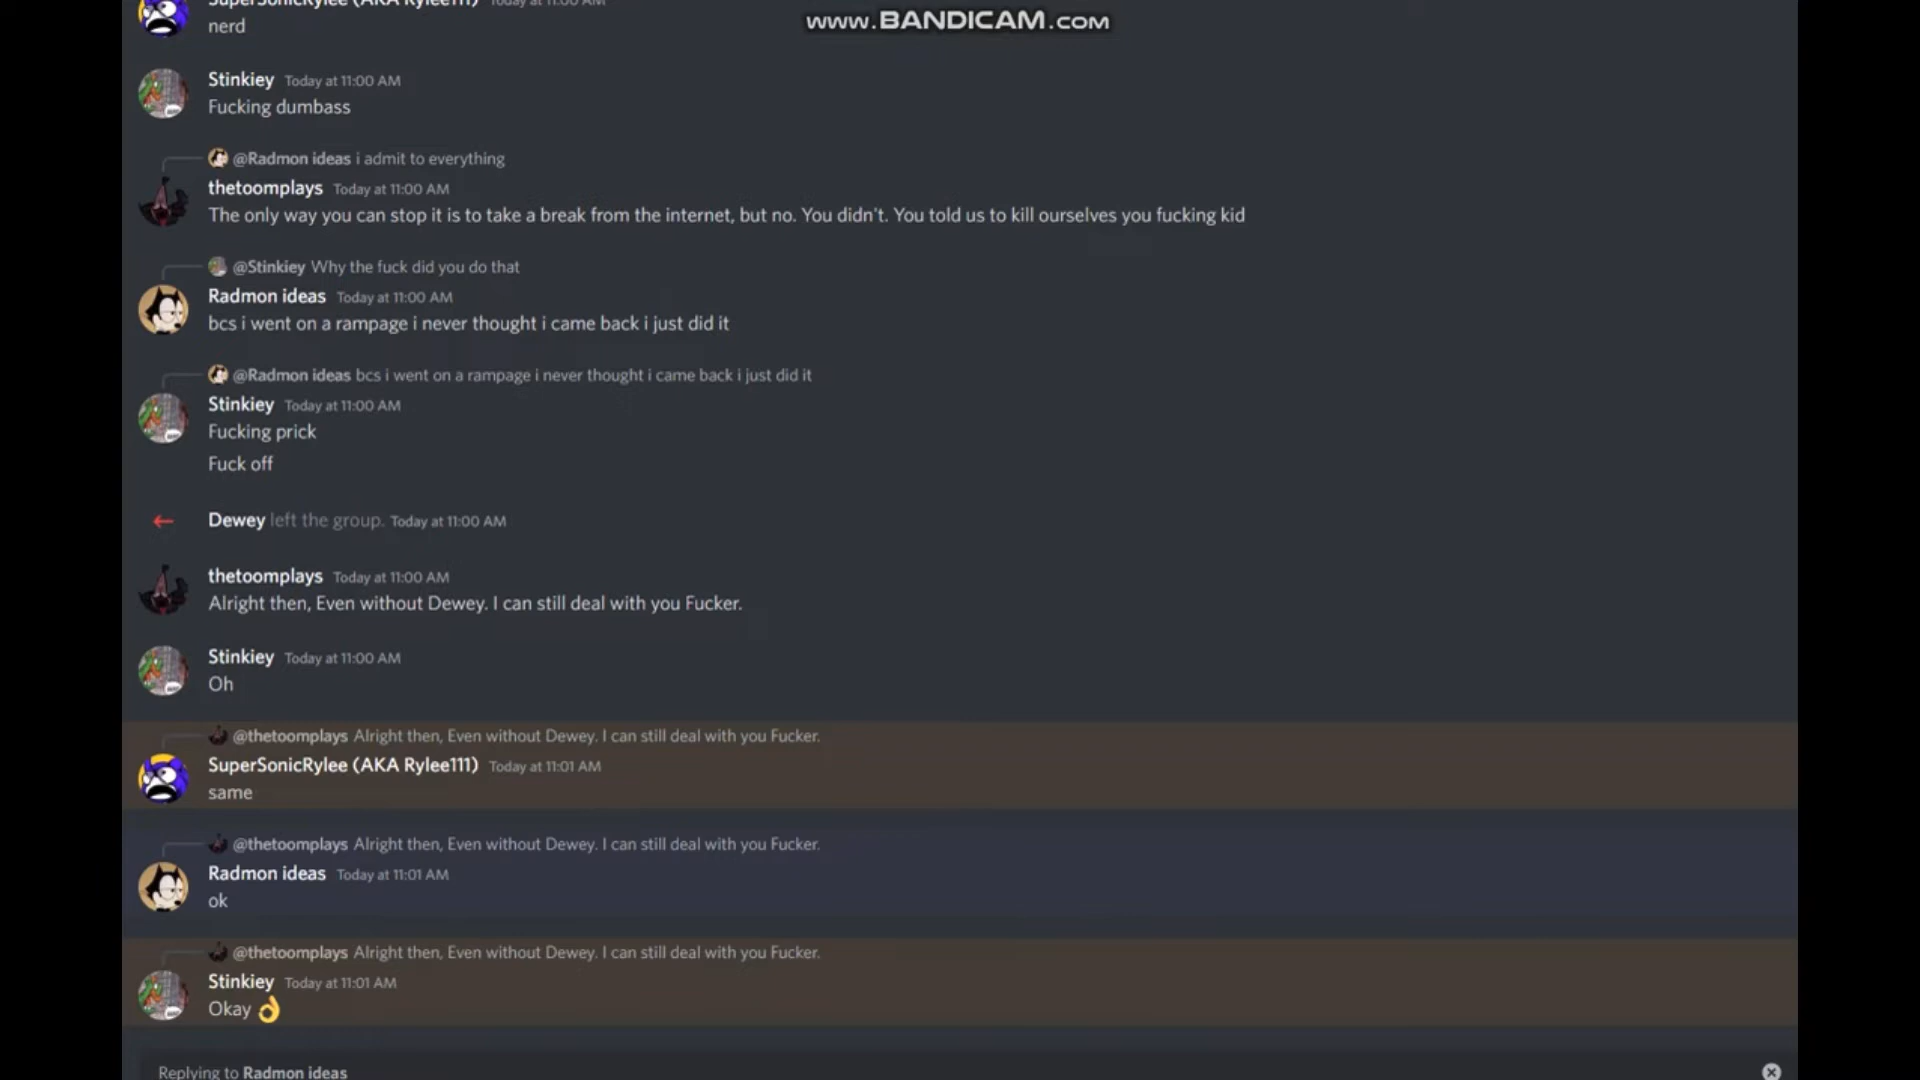 SuperSonicRylee (AKA Rylee111) Today at 11:00 AM
www.BANDICAM.com
nerd
Stinkiey Today at 11:00 AM
Fucking dumbass
@Radmon ideas i admit to everything
thetoomplays Today at 11:00 AM
The only way you can stop it is to take a break from the internet, but no. You didn't. You told us to kill ourselves you fucking kid
@Stinkiey Why the fuck did you do that
Radmon ideas Today at 11:00 AM
bcs i went on a rampage i never thought i came back i just did it
@Radmon ideas bcs i went on a rampage i never thought i came back i just did it
Stinkiey Today at 11:00 AM
Fucking prick
Fuck off
Dewey left the group. Today at 11:00 AM
thetoomplays Today at 11:00 AM
Alright then, Even without Dewey. I can still deal with you Fucker.
Stinkiey Today at 11:00 AM
Oh
@thetoomplays Alright then, Even without Dewey. I can still deal with you Fucker.
SuperSonicRylee (AKA Rylee111) Today at 11:01 AM
same
@thetoomplays Alright then, Even without Dewey. I can still deal with you Fucker.
Radmon ideas Today at 11:01 AM
ok
@thetoomplays Alright then, Even without Dewey. I can still deal with you Fucker.
Stinkiey Today at 11:01 AM
Okay 👌
Replying to Radmon ideas